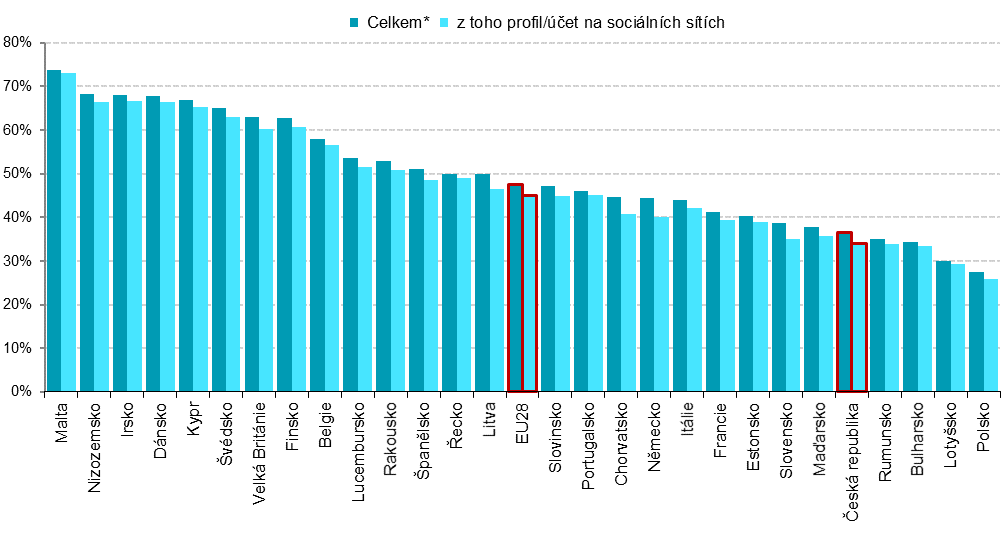 Celkem* z toho profil/účet na sociálních sítích
80%
70%
60%
50%
40%
30%
20%
10%
0%
Malta
Nizozemsko
Irsko
Dánsko
Kypr
Švédsko
Velká Británie
Finsko
Belgie
Lucembursko
Rakousko
Španělsko
Řecko
Litva
EU28
Slovinsko
Portugalsko
Chorvatsko
Německo
Itálie
Francie
Estonsko
Slovensko
Maďarsko
Česká republika
Rumunsko
Bulharsko
Lotyšsko
Polsko